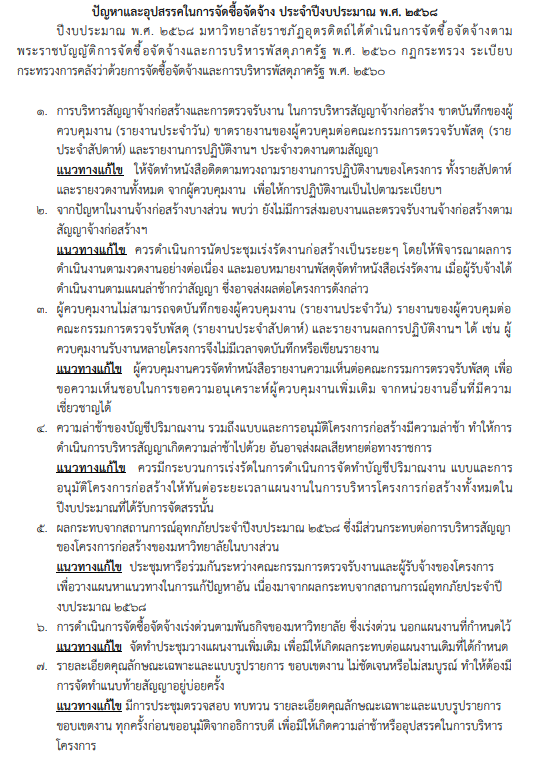 ปัญหาและอุปสรรคในการจัดซื้อจัดจ้าง ประจำปีงบประมาณ พ.ศ. ๒๕๖๘
ปีงบประมาณ พ.ศ. ๒๕๖๘ มหาวิทยาลัยราชภัฏอุตรดิตถ์ได้ดำเนินการจัดซื้อจัดจ้างตาม
พระราชบัญญัติการจัดซื้อจัดจ้างและการบริหารพัสดุภาครัฐ พ.ศ. ๒๕๖๐ กฎกระทรวง ระเบียบ
กระทรวงการคลังว่าด้วยการจัดซื้อจัดจ้างและการบริหารพัสดุภาครัฐ พ.ศ. ๒๕๖๐
๑. การบริหารสัญญาจ้างก่อสร้างและการตรวจรับงาน ในการบริหารสัญญาจ้างก่อสร้าง ขาดบันทึกของผู้
ควบคุมงาน (รายงานประจำวัน) ขาดรายงานของผู้ควบคุมต่อคณะกรรมการตรวจรับพัสดุ (ราย
ประจำสัปดาห์) และรายงานการปฏิบัติงานฯ ประจำงวดงานตามสัญญา
แนวทางแก้ไข ให้จัดทำหนังสือติดตามทวงถามรายงานการปฏิบัติงานของโครงการ ทั้งรายสัปดาห์
และรายงวดงานทั้งหมด จากผู้ควบคุมงาน เพื่อให้การปฏิบัติงานเป็นไปตามระเบียบฯ
๒. จากปัญหาในงานจ้างก่อสร้างบางส่วน พบว่า ยังไม่มีการส่งมอบงานและตรวจรับงานจ้างก่อสร้างตาม
สัญญาจ้างก่อสร้างฯ
แนวทางแก้ไข ควรดำเนินการนัดประชุมเร่งรัดงานก่อสร้างเป็นระยะๆ โดยให้พิจารณาผลการ
ดำเนินงานตามงวดงานอย่างต่อเนื่อง และมอบหมายงานพัสดุจัดทำหนังสือเร่งรัดงาน เมื่อผู้รับจ้างได้
ดำเนินงานตามแผนล่าช้ากว่าสัญญา ซึ่งอาจส่งผลต่อโครงการดังกล่าว
๓. ผู้ควบคุมงานไม่สามารถจดบันทึกของผู้ควบคุมงาน (รายงานประจำวัน) รายงานของผู้ควบคุมต่อ
คณะกรรมการตรวจรับพัสดุ (รายงานประจำสัปดาห์) และรายงานผลการปฏิบัติงานฯ ได้ เช่น ผู้
ควบคุมงานรับงานหลายโครงการจึงไม่มีเวลาจดบันทึกหรือเขียนรายงาน
แนวทางแก้ไข ผู้ควบคุมงานควรจัดทำหนังสือรายงานความเห็นต่อคณะกรรมการตรวจรับพัสดุ เพื่อ
ขอความเห็นชอบในการขอความอนุเคราะห์ผู้ควบคุมงานเพิ่มเติม จากหน่วยงานอื่นที่มีความ
เชี่ยวชาญได้
๔. ความล่าช้าของบัญชีปริมาณงาน รวมถึงแบบและการอนุมัติโครงการก่อสร้างมีความล่าช้า ทำให้การ
ดำเนินการบริหารสัญญาเกิดความล่าช้าไปด้วย อันอาจส่งผลเสียหายต่อทางราชการ
แนวทางแก้ไข ควรมีกระบวนการเร่งรัดในการดำเนินการจัดทำบัญชีปริมาณงาน แบบและการ
อนุมัติโครงการก่อสร้างให้ทันต่อระยะเวลาแผนงานในการบริหารโครงการก่อสร้างทั้งหมดใน
ปีงบประมาณที่ได้รับการจัดสรรนั้น
๕. ผลกระทบจากสถานการณ์อุทกภัยประจำปีงบประมาณ ๒๕๖๘ ซึ่งมีส่วนกระทบต่อการบริหารสัญญา
ของโครงการก่อสร้างของมหาวิทยาลัยในบางส่วน
แนวทางแก้ไข ประชุมหารือร่วมกันระหว่างคณะกรรมการตรวจรับงานและผู้รับจ้างของโครงการ
เพื่อวางแผนหาแนวทางในการแก้ปัญหาอัน เนื่องมาจากผลกระทบจากสถานการณ์อุทกภัยประจำปี
งบประมาณ ๒๕๖๘
๖. การดำเนินการจัดซื้อจัดจ้างเร่งด่วนตามพันธกิจของมหาวิทยาลัย ซึ่งเร่งด่วน นอกแผนงานที่กำหนดไว้
แนวทางแก้ไข จัดทำประชุมวางแผนงานเพิ่มเติม เพื่อมิให้เกิดผลกระทบต่อแผนงานเดิมที่ได้กำหนด
๗. รายละเอียดคุณลักษณะเฉพาะและแบบรูปรายการ ขอบเขตงาน ไม่ชัดเจนหรือไม่สมบูรณ์ ทำให้ต้องมี
การจัดทำแนบท้ายสัญญาอยู่บ่อยครั้ง
แนวทางแก้ไข มีการประชุมตรวจสอบ ทบทวน รายละเอียดคุณลักษณะเฉพาะและแบบรูปรายการ
ขอบเขตงาน ทุกครั้งก่อนขออนุมัติจากอธิการบดี เพื่อมิให้เกิดความล่าช้าหรืออุปสรรคในการบริหาร
โครงการ